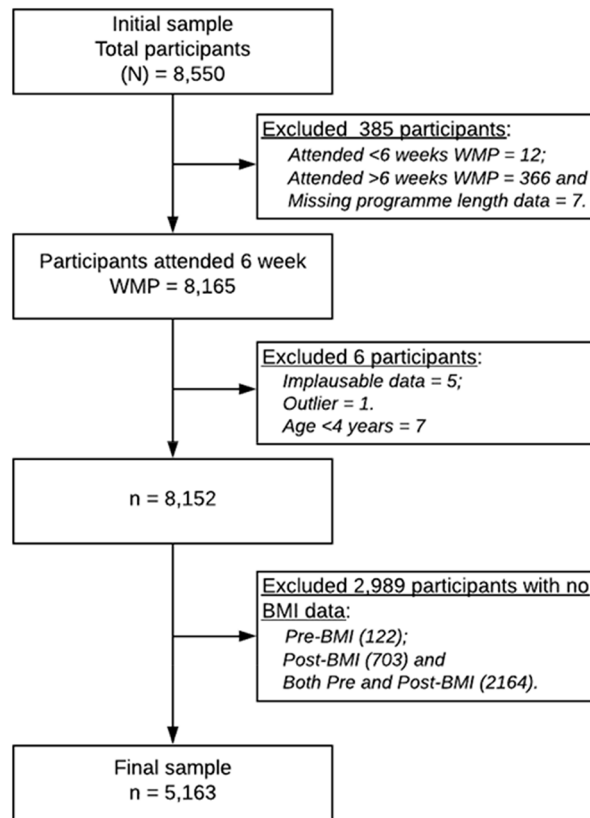 Initial sample
Total participants
(N) = 8,550
Excluded  385 participants:
Attended <6 weeks WMP = 12;
Attended >6 weeks WMP = 366 and
Missing programme length data = 7.
Participants attended 6 week
WMP = 8,165
Excluded 6 participants:
Implausable data = 5;
Outlier = 1.
Age <4 years = 7
n = 8,152
Excluded 2,989 participants with no
BMI data:
Pre-BMI (122);
Post-BMI (703) and
Both Pre and Post-BMI (2164).
Final sample
n = 5,163